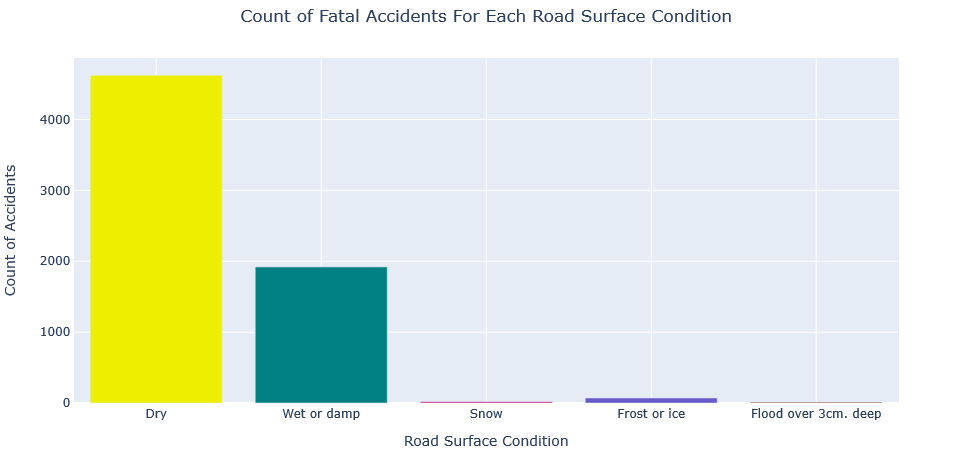 Count of Fatal Accidents For Each Road Surface Condition
Count of Accidents
4000
3000
2000
1000
0
Dry
Wet or damp
Snow
Frost or ice
Flood over 3cm. deep
Road Surface Condition